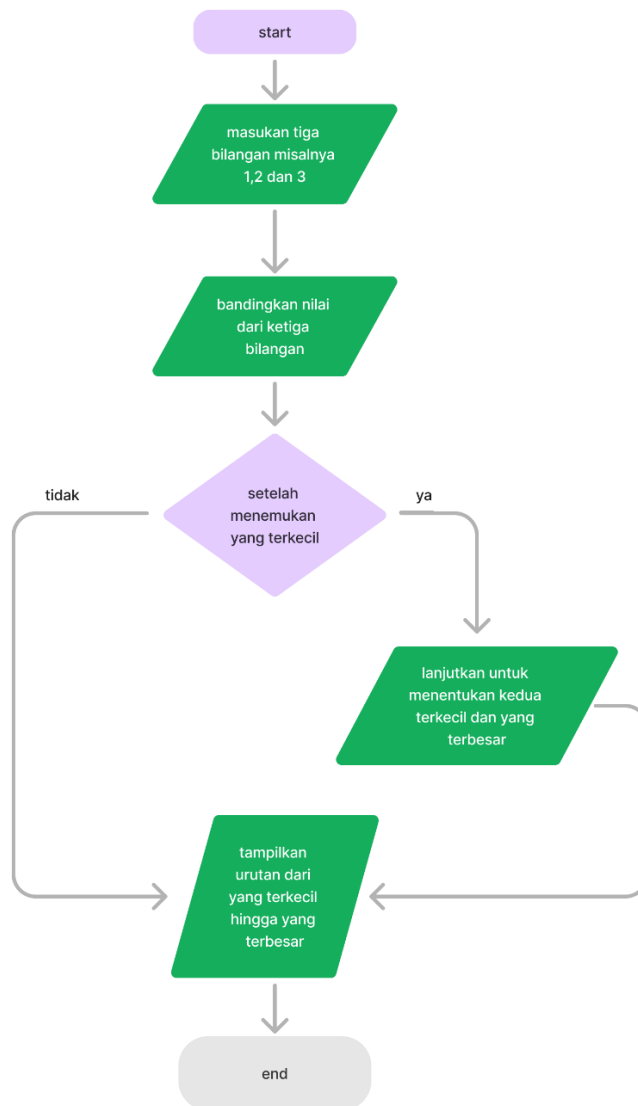 start
masukan tiga
bilangan misalnya
1,2 dan 3
bandingkan nilai
dari ketiga
bilangan
tidak
setelah
menemukan
yang terkecil
ya
lanjutkan untuk
menentukan kedua
terkecil dan yang
terbesar
tampilkan
urutan dari
yang terkecil
hingga yang
terbesar
end